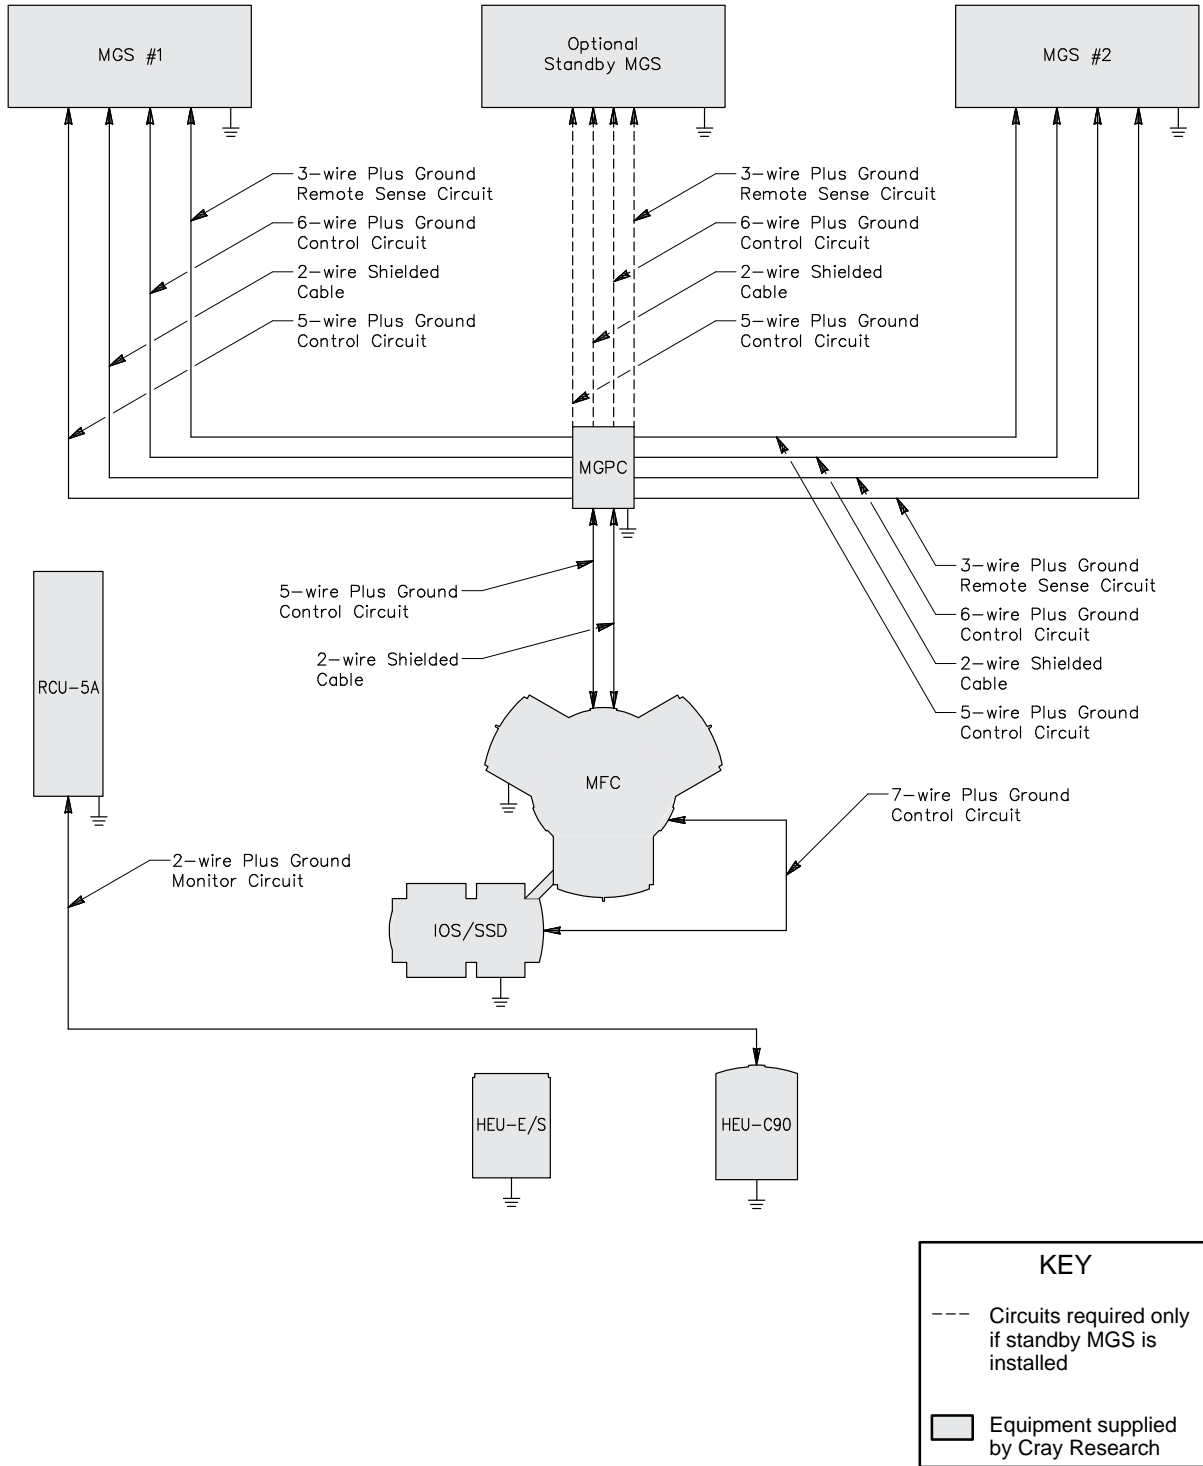 MGS #1
Optional
Standby MGS
MGS #2
3-wire Plus Ground
Remote Sense Circuit
6-wire Plus Ground
Control Circuit
2-wire Shielded
Cable
5-wire Plus Ground
Control Circuit
3-wire Plus Ground
Remote Sense Circuit
6-wire Plus Ground
Control Circuit
2-wire Shielded
Cable
5-wire Plus Ground
Control Circuit
MGPC
3-wire Plus Ground
Remote Sense Circuit
6-wire Plus Ground
Control Circuit
2-wire Shielded
Cable
5-wire Plus Ground
Control Circuit
5-wire Plus Ground
Control Circuit
2-wire Shielded
Cable
RCU-5A
MFC
7-wire Plus Ground
Control Circuit
2-wire Plus Ground
Monitor Circuit
IOS/SSD
HEU-E/S
HEU-C90
KEY
Circuits required only
if standby MGS is
installed
Equipment supplied
by Cray Research